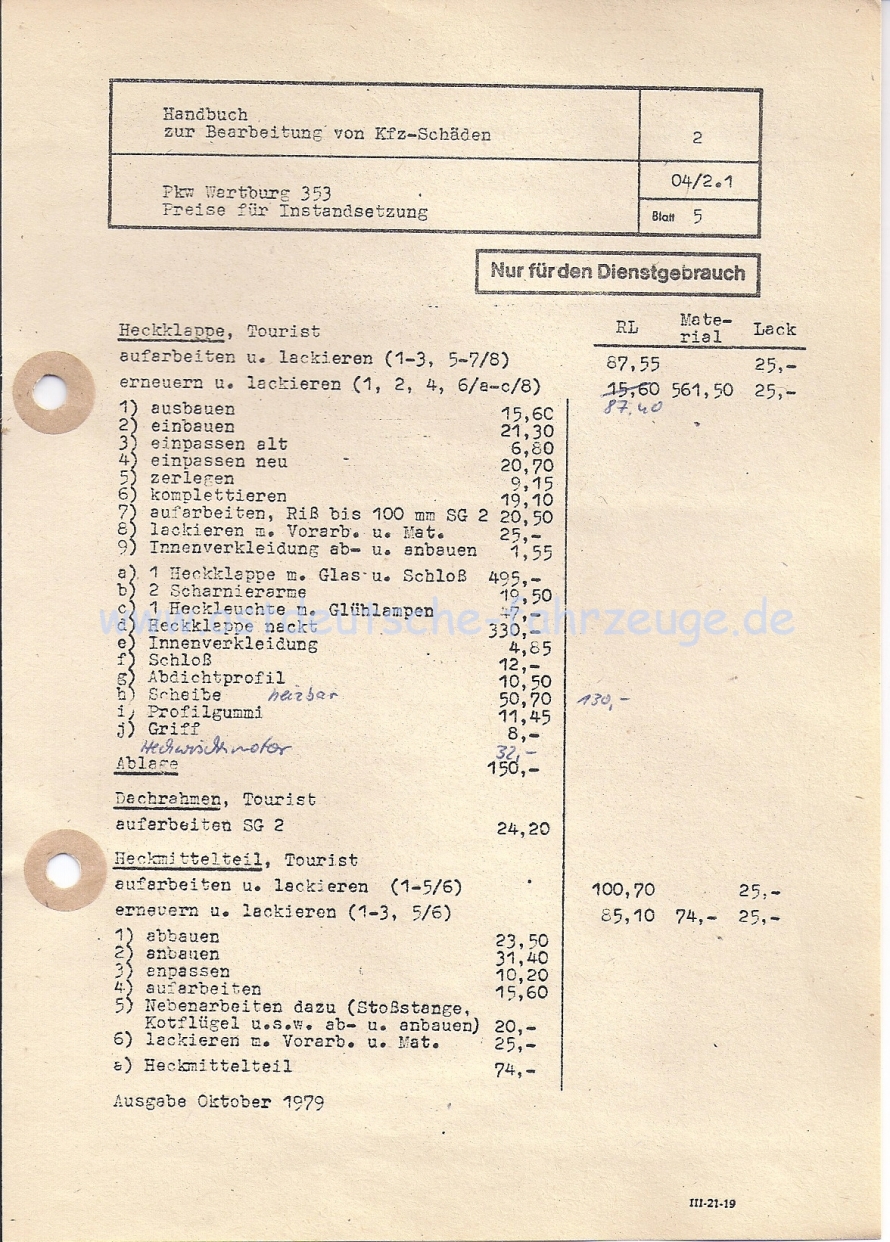 Handbuch
zur Bearbeitung von Kfz-Schäden
2
Pkw Wartburg 353
Preise für Instandsetzung
04/2.1
Blatt 5
Nur für den Dienstgebrauch
Heckklappe, Tourist RL Mate- Lack
rial
aufarbeiten u. lackieren (1-3, 5-7/8) 87,55 25,-
erneuern u. lackieren (1, 2, 4, 6/a-c/8) 15,60 561,50 25,-
87.40
1) ausbauen 15,60
2) einbauen 21,30
3) einpassen alt 6,80
4) einpassen neu 20,70
5) zerlegen 9,15
6) komplettieren 19,10
7) aufarbeiten, Riß bis 100 mm SG 2 20,50
8) lackieren m. Vorarb. u. Mat. 25,-
9) Innenverkleidung ab- u. anbauen 1,55
a) 1 Heckklappe m. Glas u. Schloß 495,-
b) 2 Scharnierarme 19,50
c) 1 Heckleuchte m. Glühlampen 47,-
www.ostdeutsche-fahrzeuge.de
d) Heckklappe nackt 330,-
e) Innenverkleidung 4,85
f) Schloß 12,-
g) Abdichtprofil 10,50
h) Scheibe heizbar 50,70 130,-
i) Profilgummi 11,45
j) Griff 8,-
Heckwischmotor 32,-
Ablage 150,-
Dachrahmen, Tourist
aufarbeiten SG 2 24,20
Heckmittelteil, Tourist
aufarbeiten u. lackieren (1-5/6) 100,70 25,-
erneuern u. lackieren (1-3, 5/6) 85,10 74,- 25,-
1) abbauen 23,50
2) anbauen 31,40
3) anpassen 10,20
4) aufarbeiten 15,60
5) Nebenarbeiten dazu (Stoßstange,
Kotflügel u.s.w. ab- u. anbauen) 20,-
6) lackieren m. Vorarb. u. Mat. 25,-
a) Heckmittelteil 74,-
Ausgabe Oktober 1979
III-21-19